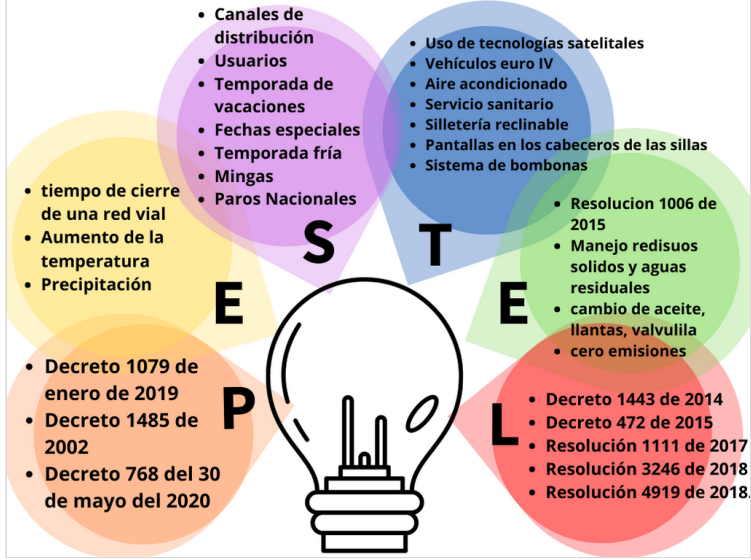 • Canales de
distribución
• Usuarios
• Temporada de
vacaciones
• Fechas especiales
• Temporada fría
• Mingas
• Paros Nacionales
• Uso de tecnologías satelitales
• Vehículos euro IV
• Aire acondicionado
• Servicio sanitario
• Silletería reclinable
• Pantallas en los cabeceros de las sillas
• Sistema de bombonas
• tiempo de cierre
de una red vial
• Aumento de la
temperatura
• Precipitación
• Resolucion 1006 de
2015
• Manejo redisuos
solidos y aguas
residuales
• cambio de aceite,
llantas, valvulila
• cero emisiones
S
T
E
E
• Decreto 1079 de
enero de 2019
• Decreto 1485 de
2002
• Decreto 768 del 30
de mayo del 2020
P
L
• Decreto 1443 de 2014
• Decreto 472 de 2015
• Resolución 1111 de 2017
• Resolución 3246 de 2018
• Resolución 4919 de 2018.